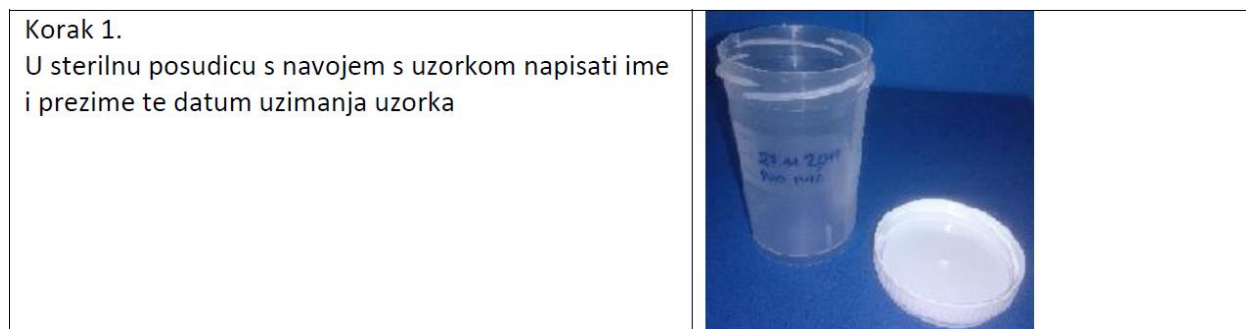 Korak 1.
U sterilnu posudicu s navojem s uzorkom napisati ime
i prezime te datum uzimanja uzorka